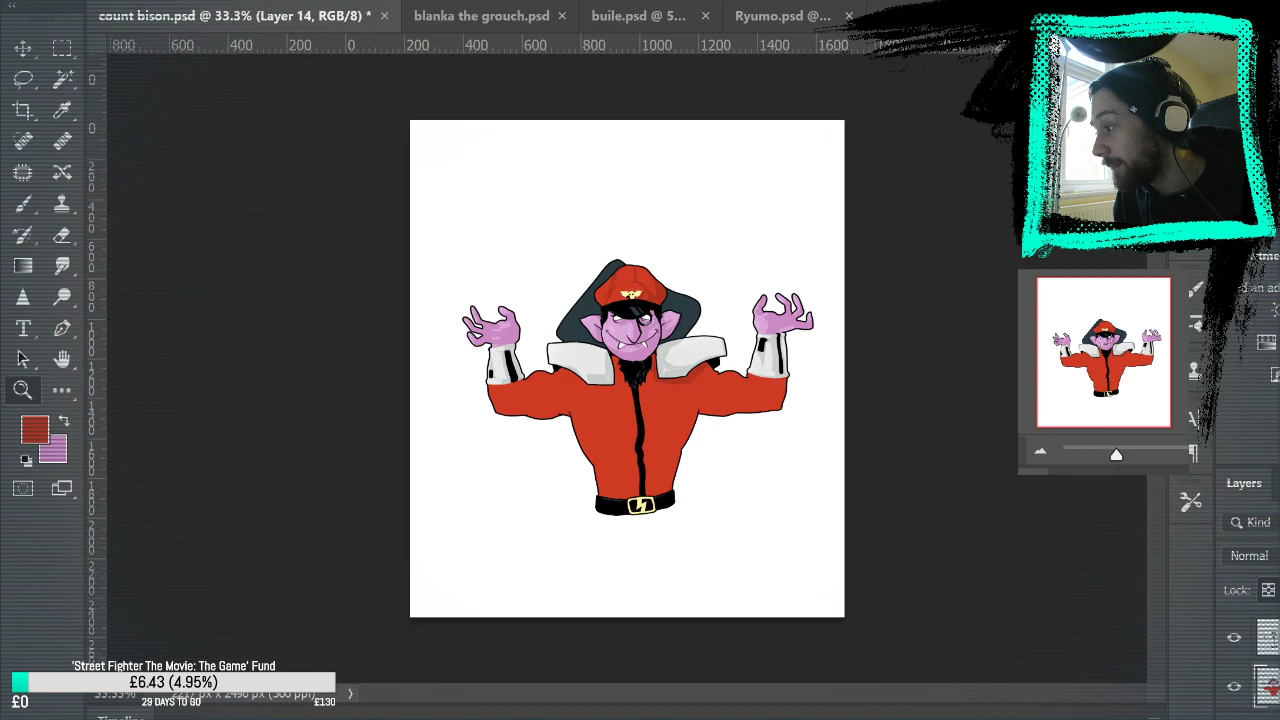 count bison.psd @ 33.3% (Layer 14, RGB/8) *
blanka the grouch.psd
buile.psd @ 5...
Ryumo.psd @...
800 600 400 200 0 200 400 600 800 1000 1200 1400 1600
Layers
Kind
Normal
Lock:
'Street Fighter The Movie: The Game' Fund
£6.43 (4.95%)
£0
29 DAYS TO GO
£130